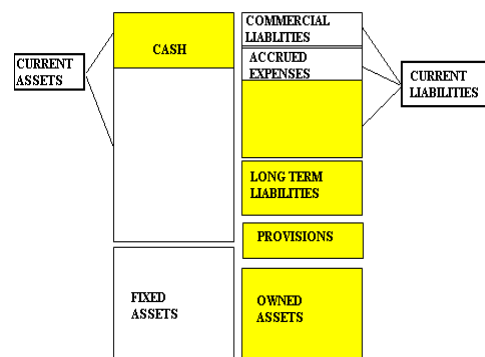 CURRENT
ASSETS
CASH
COMMERCIAL
LIABLITIES
ACCRUED
EXPENSES
CURRENT
LIABILITIES
LONG TERM
LIABILITIES
PROVISIONS
FIXED
ASSETS
OWNED
ASSETS